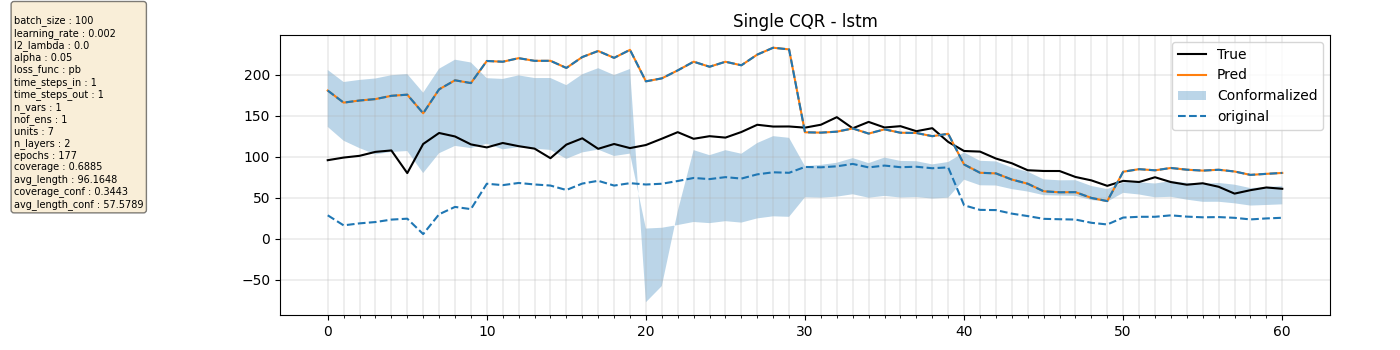 batch_size : 100
learning_rate : 0.002
l2_lambda : 0.0
alpha : 0.05
loss_func : pb
time_steps_in : 1
time_steps_out : 1
n_vars : 1
nof_ens : 1
units : 7
n_layers : 2
epochs : 177
coverage : 0.6885
avg_length : 96.1648
coverage_conf : 0.3443
avg_length_conf : 57.5789
Single CQR - lstm
True
Pred
Conformalized
original
200
150
100
50
0
−50
0 10 20 30 40 50 60